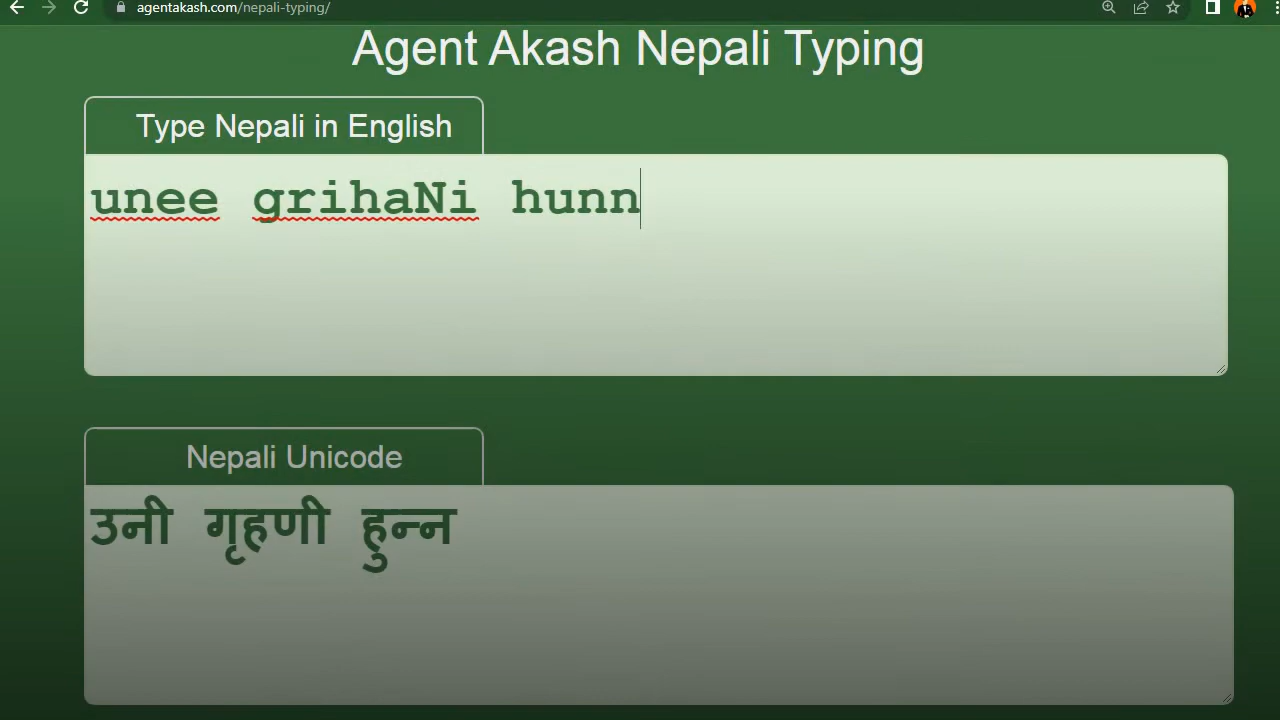 agentakash.com/nepali-typing/
Agent Akash Nepali Typing
Type Nepali in English
unee grihaNi hunn
Nepali Unicode
उनी गृहणी हुन्न